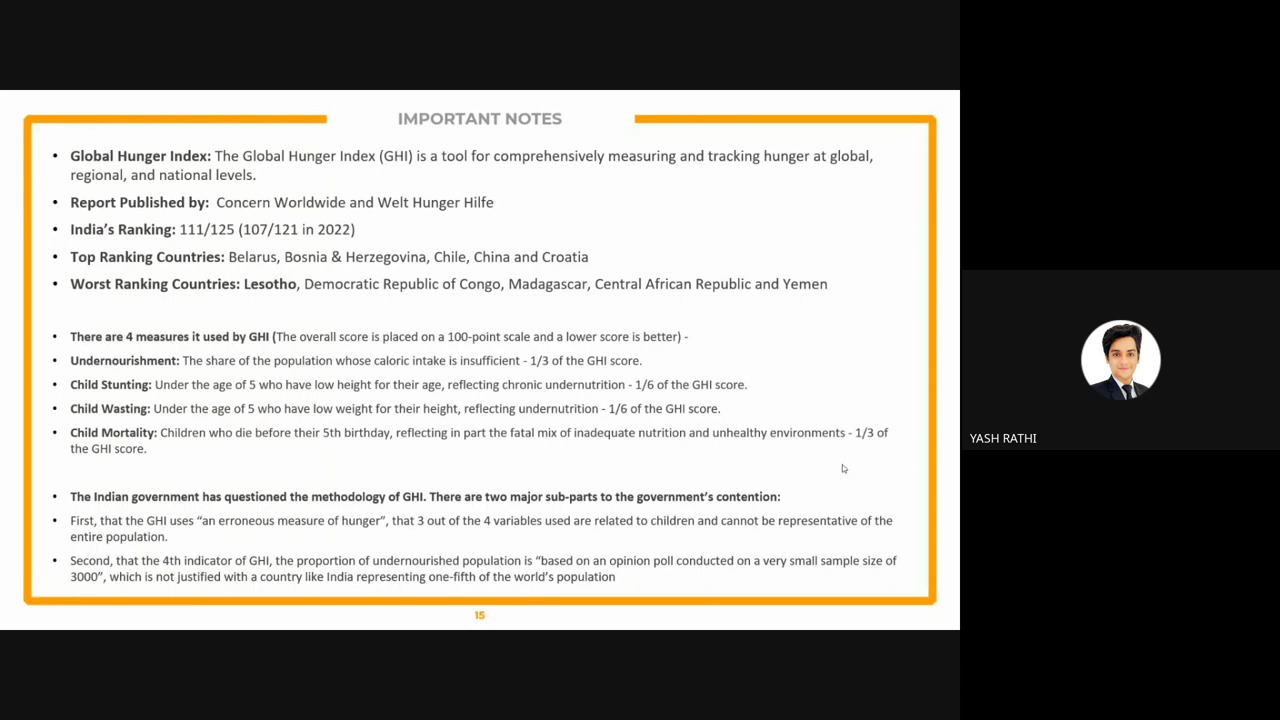 IMPORTANT NOTES
• Global Hunger Index: The Global Hunger Index (GHI) is a tool for comprehensively measuring and tracking hunger at global,
regional, and national levels.
• Report Published by: Concern Worldwide and Welt Hunger Hilfe
• India's Ranking: 111/125 (107/121 in 2022)
• Top Ranking Countries: Belarus, Bosnia & Herzegovina, Chile, China and Croatia
• Worst Ranking Countries: Lesotho, Democratic Republic of Congo, Madagascar, Central African Republic and Yemen
• There are 4 measures it used by GHI (The overall score is placed on a 100-point scale and a lower score is better) -
• Undernourishment: The share of the population whose caloric intake is insufficient - 1/3 of the GHI score.
• Child Stunting: Under the age of 5 who have low height for their age, reflecting chronic undernutrition - 1/6 of the GHI score.
• Child Wasting: Under the age of 5 who have low weight for their height, reflecting undernutrition - 1/6 of the GHI score.
• Child Mortality: Children who die before their 5th birthday, reflecting in part the fatal mix of inadequate nutrition and unhealthy environments - 1/3 of
the GHI score.
• The Indian government has questioned the methodology of GHI. There are two major sub-parts to the government's contention:
• First, that the GHI uses “an erroneous measure of hunger”, that 3 out of the 4 variables used are related to children and cannot be representative of the
entire population.
• Second, that the 4th indicator of GHI, the proportion of undernourished population is “based on an opinion poll conducted on a very small sample size of
3000”, which is not justified with a country like India representing one-fifth of the world's population
15
YASH RATHI